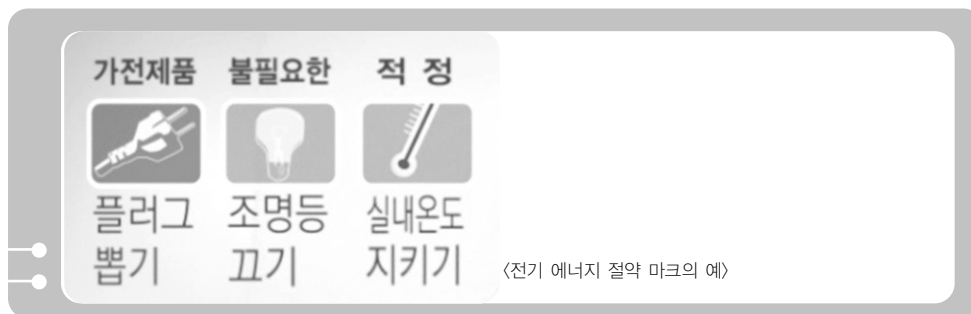 가전제품 불필요한 적 정
플러그 조명등 실내온도
뽑기 끄기 지키기
〈전기 에너지 절약 마크의 예〉